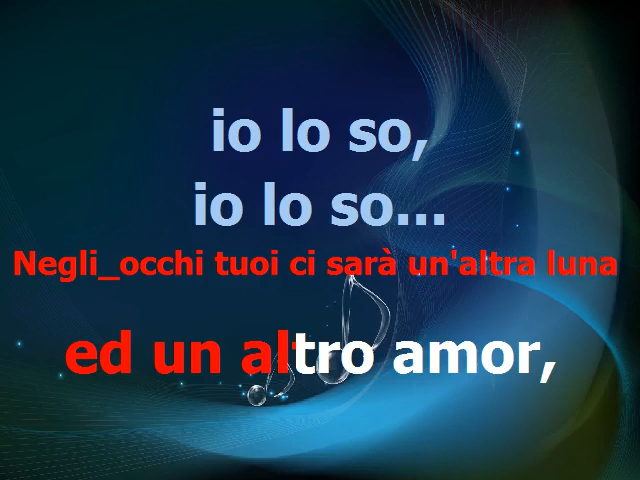 io lo so,
io lo so...
Negli_occhi tuoi ci sarà un'altra luna
ed un altro amor,